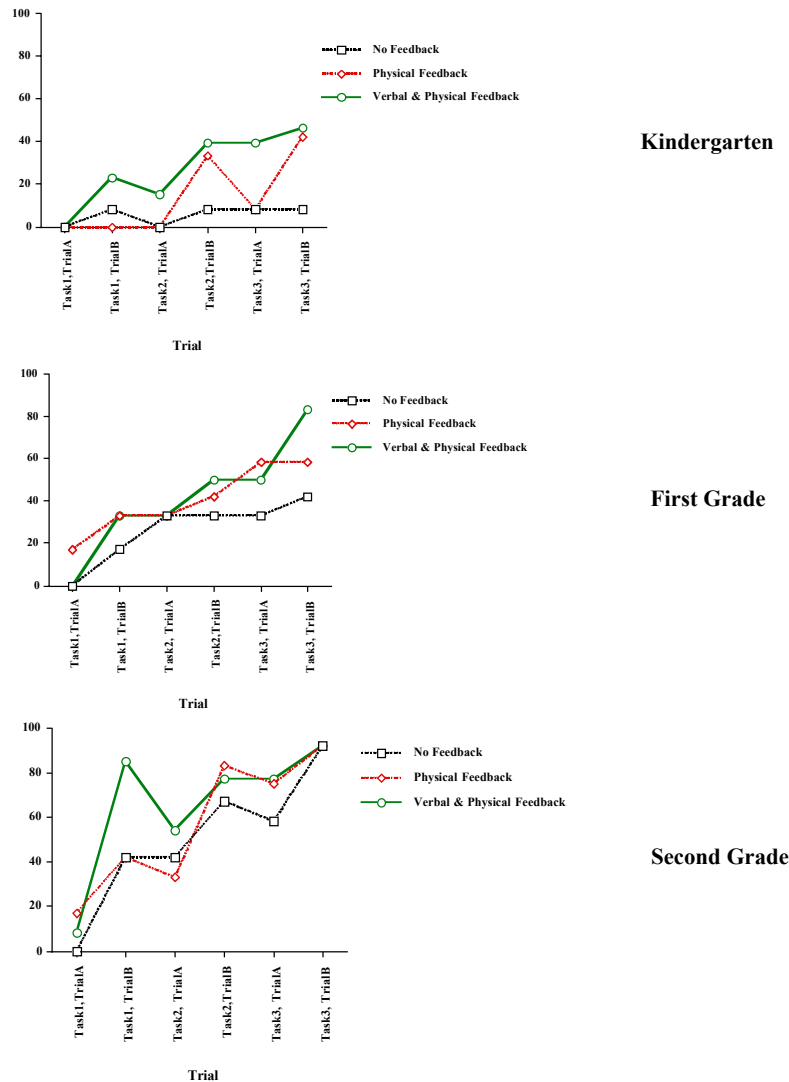 100
80
60
40
20
0
No Feedback
Physical Feedback
Verbal & Physical Feedback
Kindergarten
Task1,TrialA
Task1, TrialB
Task2, TrialA
Task2,TrialB
Task3, TrialA
Task3, TrialB
Trial
100
80
60
40
20
0
No Feedback
Physical Feedback
Verbal & Physical Feedback
First Grade
Task1,TrialA
Task1, TrialB
Task2, TrialA
Task2,TrialB
Task3, TrialA
Task3, TrialB
Trial
100
80
60
40
20
0
No Feedback
Physical Feedback
Verbal & Physical Feedback
Second Grade
Task1,TrialA
Task1, TrialB
Task2, TrialA
Task2,TrialB
Task3, TrialA
Task3, TrialB
Trial